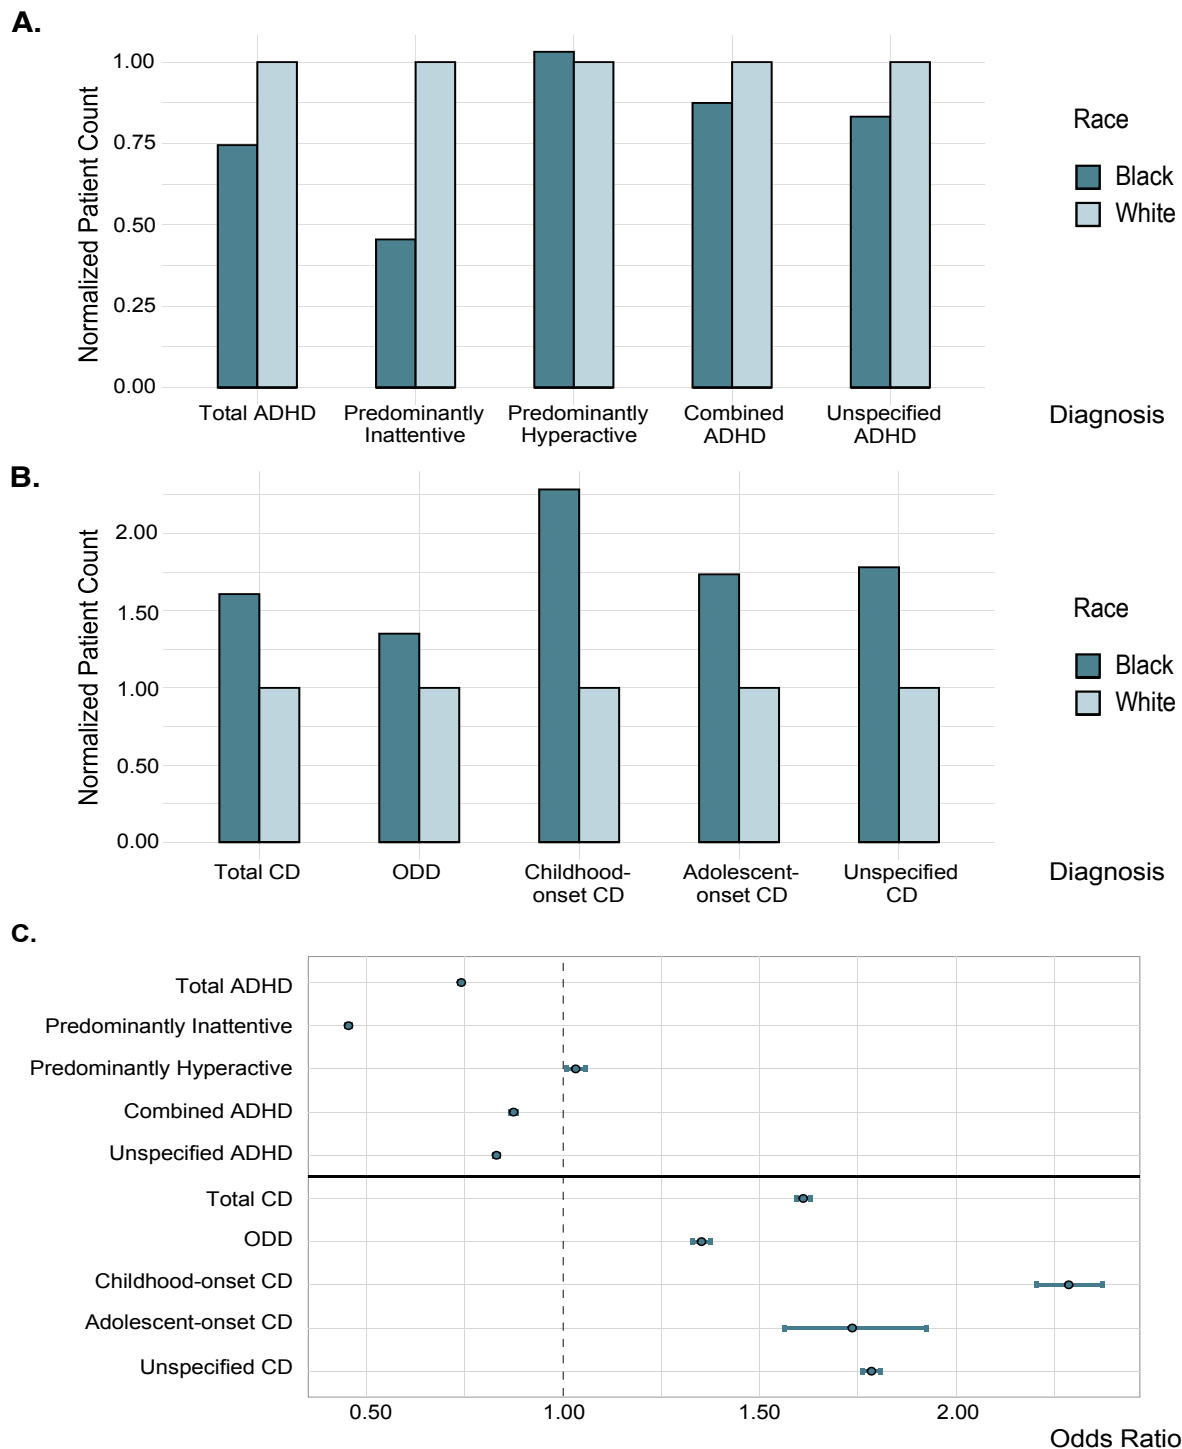 A.
Normalized Patient Count
1.00
0.75
0.50
0.25
0.00
Total ADHD
Predominantly
Inattentive
Predominantly
Hyperactive
Combined
ADHD
Unspecified
ADHD
Diagnosis
Race
Black
White
B.
Normalized Patient Count
2.00
1.50
1.00
0.50
0.00
Total CD
ODD
Childhood-
onset CD
Adolescent-
onset CD
Unspecified
CD
Diagnosis
Race
Black
White
C.
Total ADHD
Predominantly Inattentive
Predominantly Hyperactive
Combined ADHD
Unspecified ADHD
Total CD
ODD
Childhood-onset CD
Adolescent-onset CD
Unspecified CD
0.50
1.00
1.50
2.00
Odds Ratio